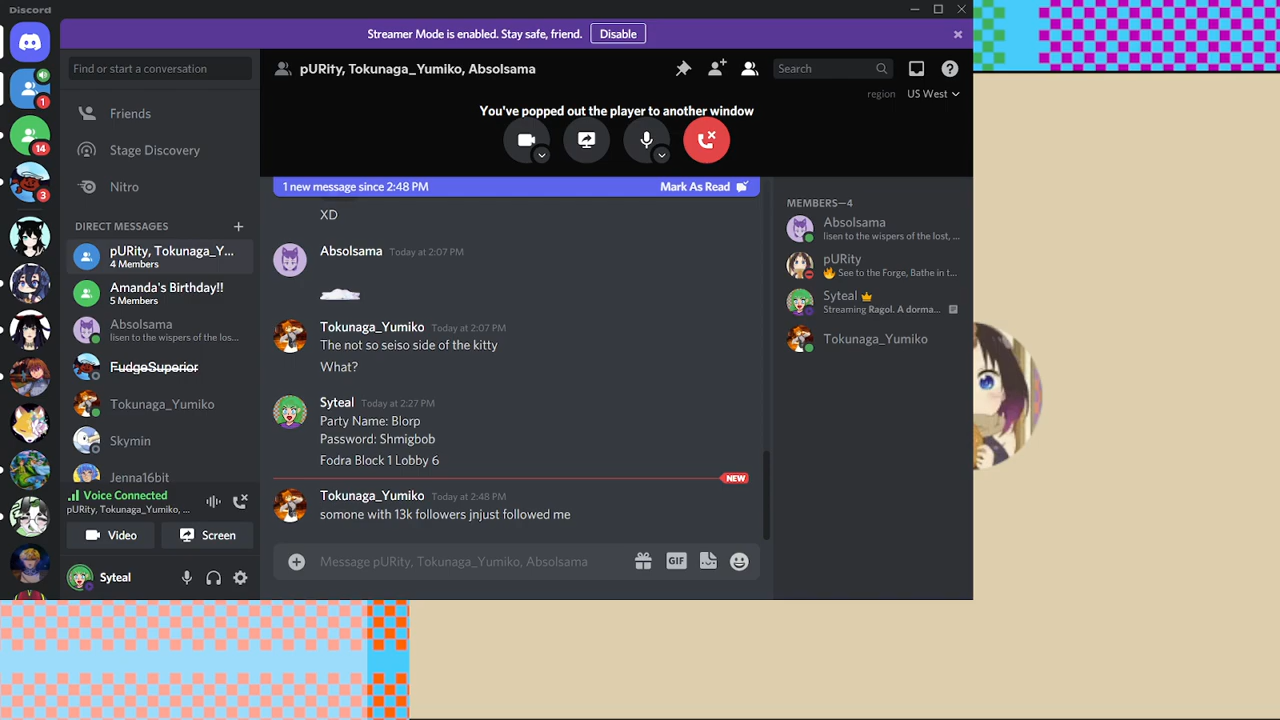 Discord
Streamer Mode is enabled. Stay safe, friend.
Disable
Find or start a conversation
pURity, Tokunaga_Yumiko, Absolsama
Search
region
US West
1
14
3
Friends
Stage Discovery
Nitro
DIRECT MESSAGES
pURity, Tokunaga_Y...
4 Members
Amanda's Birthday!!
5 Members
Absolsama
lisen to the wispers of the los...
FudgeSuperior
Tokunaga_Yumiko
Skymin
Jenna16bit
Voice Connected
pURity, Tokunaga_Yumiko, ...
Video
Screen
Syteal
You've popped out the player to another window
1 new message since 2:48 PM
Mark As Read
XD
Absolsama Today at 2:07 PM
Tokunaga_Yumiko Today at 2:07 PM
The not so seiso side of the kitty
What?
Syteal Today at 2:27 PM
Party Name: Blorp
Password: Shmigbob
Fodra Block 1 Lobby 6
NEW
Tokunaga_Yumiko Today at 2:48 PM
somone with 13k followers jnjust followed me
Message pURity, Tokunaga_Yumiko, Absolsama
GIF
MEMBERS—4
Absolsama
lisen to the wispers of the lost, ...
pURity
See to the Forge, Bathe in t...
Syteal
Streaming Ragol. A dorma...
Tokunaga_Yumiko